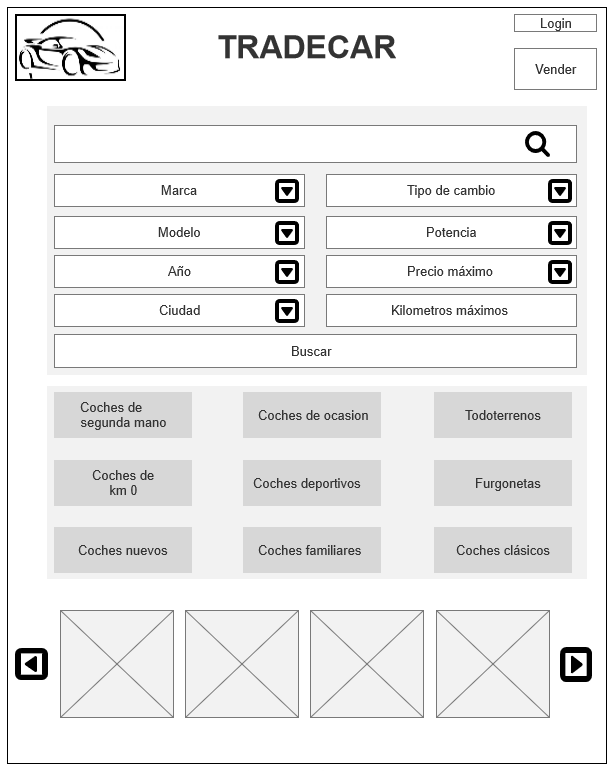 Login
TRADECAR
Vender
Marca
Tipo de cambio
Modelo
Potencia
Año
Precio máximo
Ciudad
Kilometros máximos
Buscar
Coches de
segunda mano
Coches de ocasion
Todoterrenos
Coches de
km 0
Coches deportivos
Furgonetas
Coches nuevos
Coches familiares
Coches clásicos